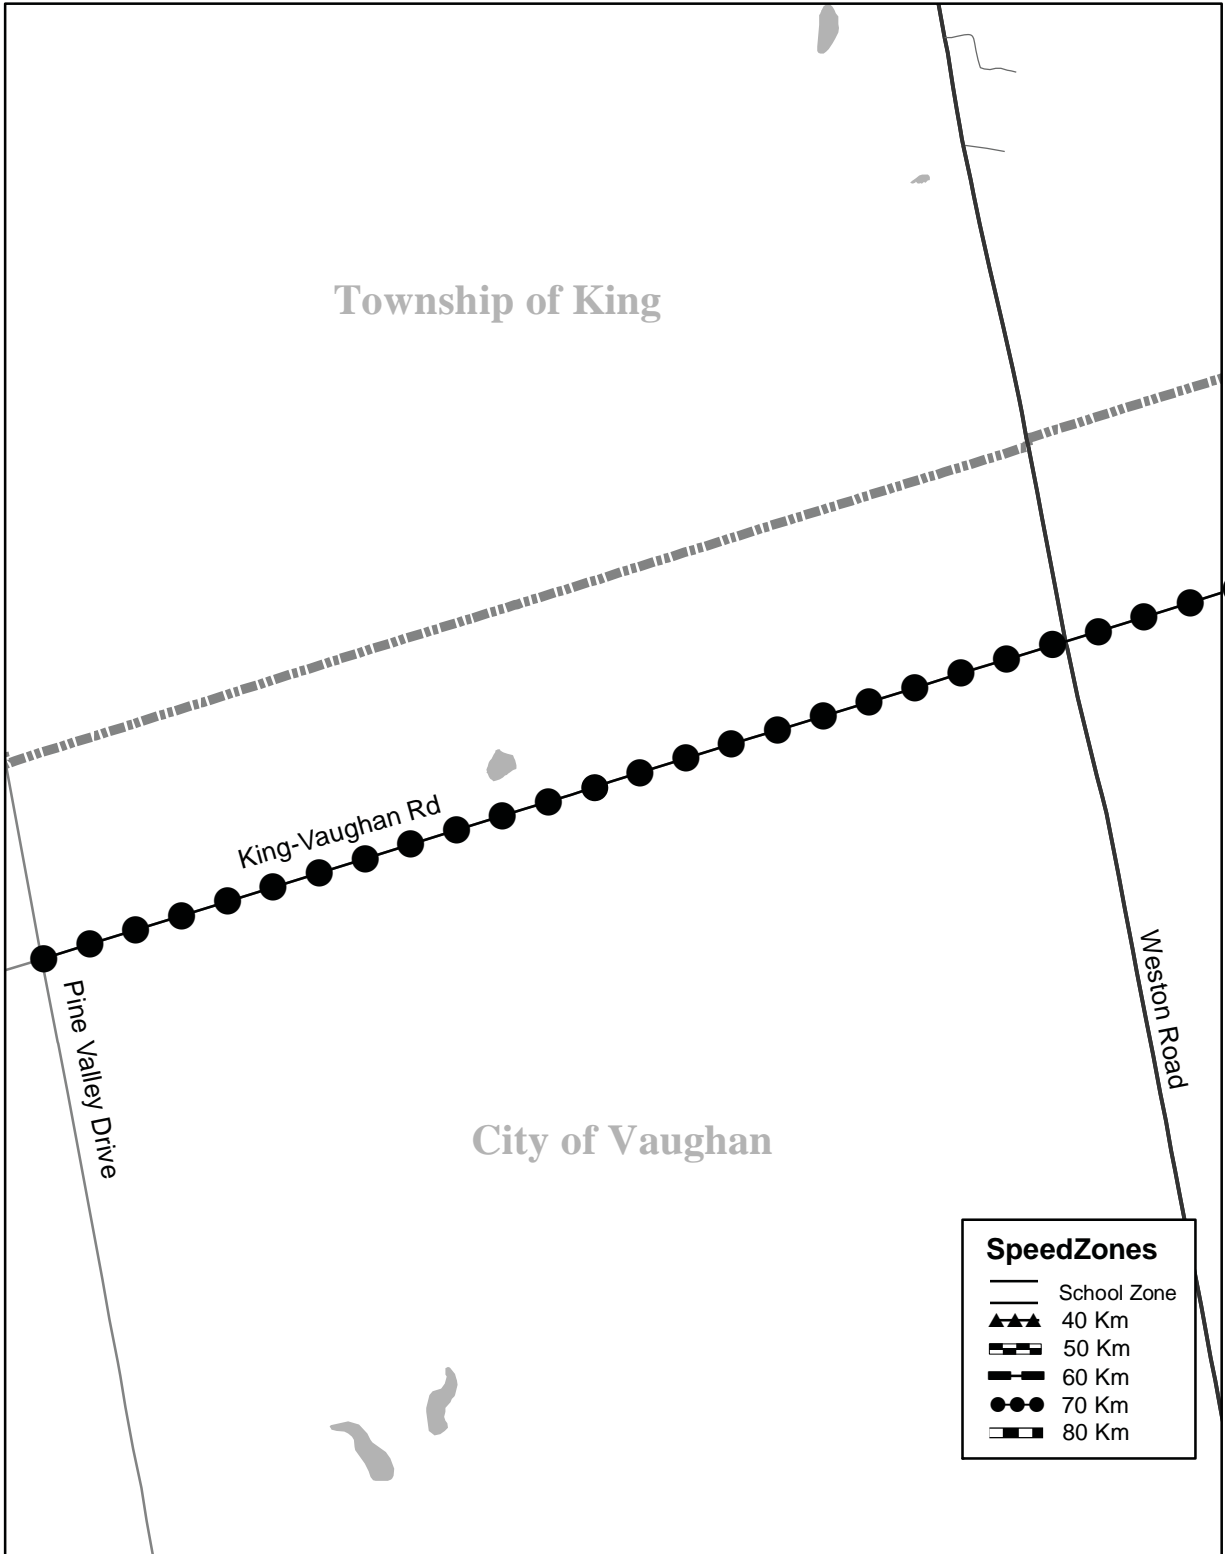 Township of King
King-Vaughan Rd
Weston Road
Pine Valley Drive
City of Vaughan
SpeedZones
School Zone
40 Km
50 Km
60 Km
70 Km
80 Km